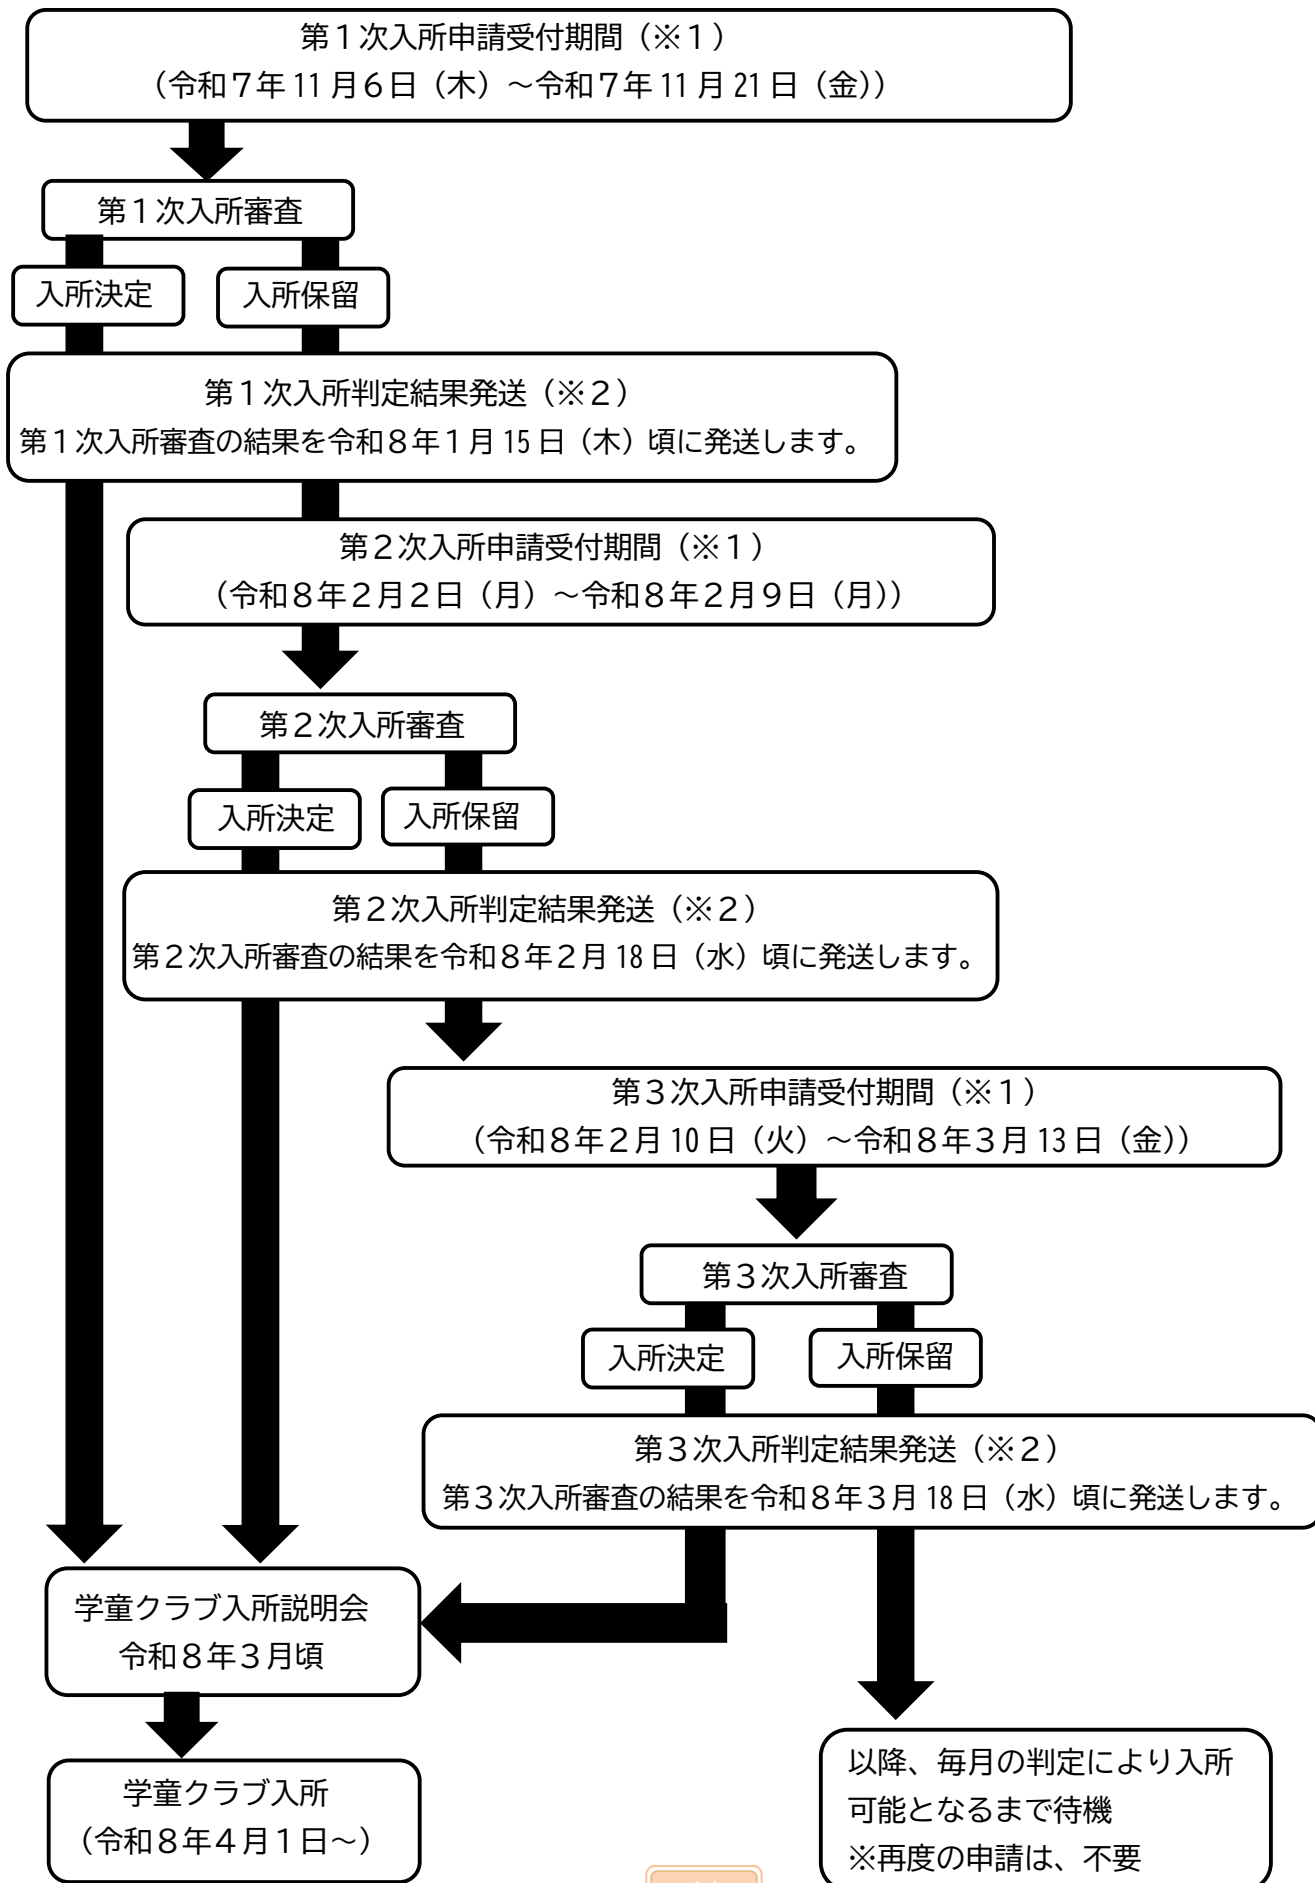 第１次入所申請受付期間（※１）
（令和７年 11 月６日（木）～令和７年 11 月 21 日（金））
第１次入所審査
入所決定
入所保留
第１次入所判定結果発送（※２）
第１次入所審査の結果を令和８年１月 15 日（木）頃に発送します。
第２次入所申請受付期間（※１）
（令和８年２月２日（月）～令和８年２月９日（月））
第２次入所審査
入所決定
入所保留
第２次入所判定結果発送（※２）
第２次入所審査の結果を令和８年２月 18 日（水）頃に発送します。
第３次入所申請受付期間（※１）
（令和８年２月 10 日（火）～令和８年３月 13 日（金））
第３次入所審査
入所決定
入所保留
第３次入所判定結果発送（※２）
第３次入所審査の結果を令和８年３月 18 日（水）頃に発送します。
学童クラブ入所説明会
令和８年３月頃
学童クラブ入所
（令和８年４月１日～）
以降、毎月の判定により入所
可能となるまで待機
※再度の申請は、不要